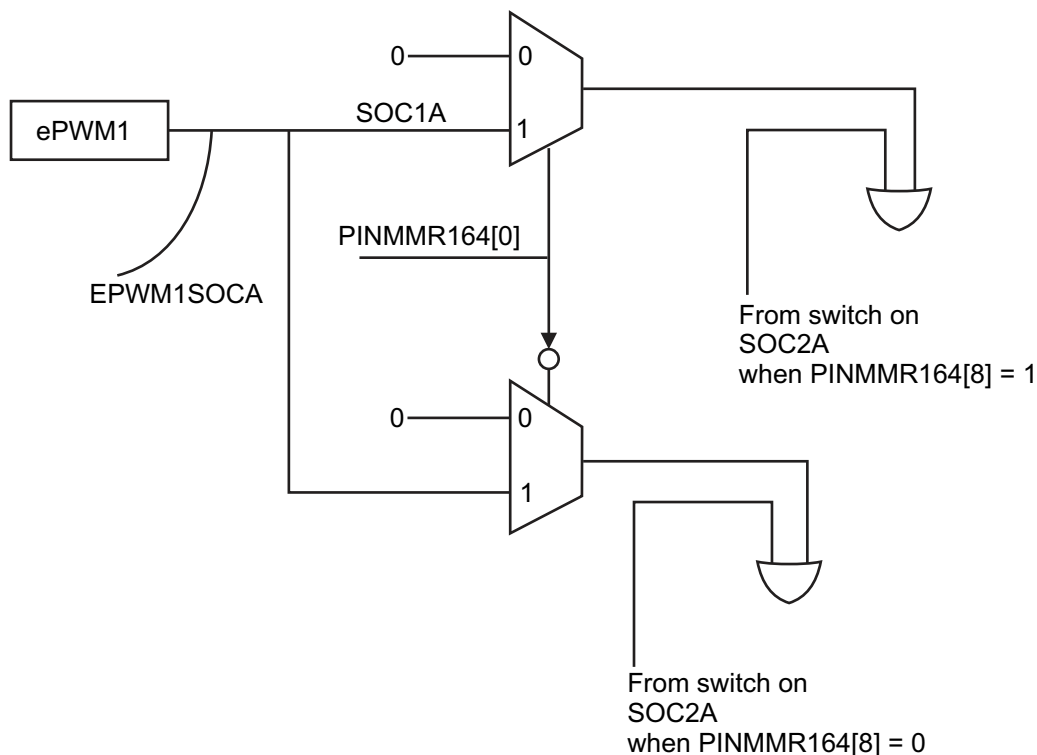 0
0
ePWM1
SOC1A
1
PINMMR164[0]
EPWM1SOCA
From switch on
SOC2A
when PINMMR164[8] = 1
0
0
1
From switch on
SOC2A
when PINMMR164[8] = 0